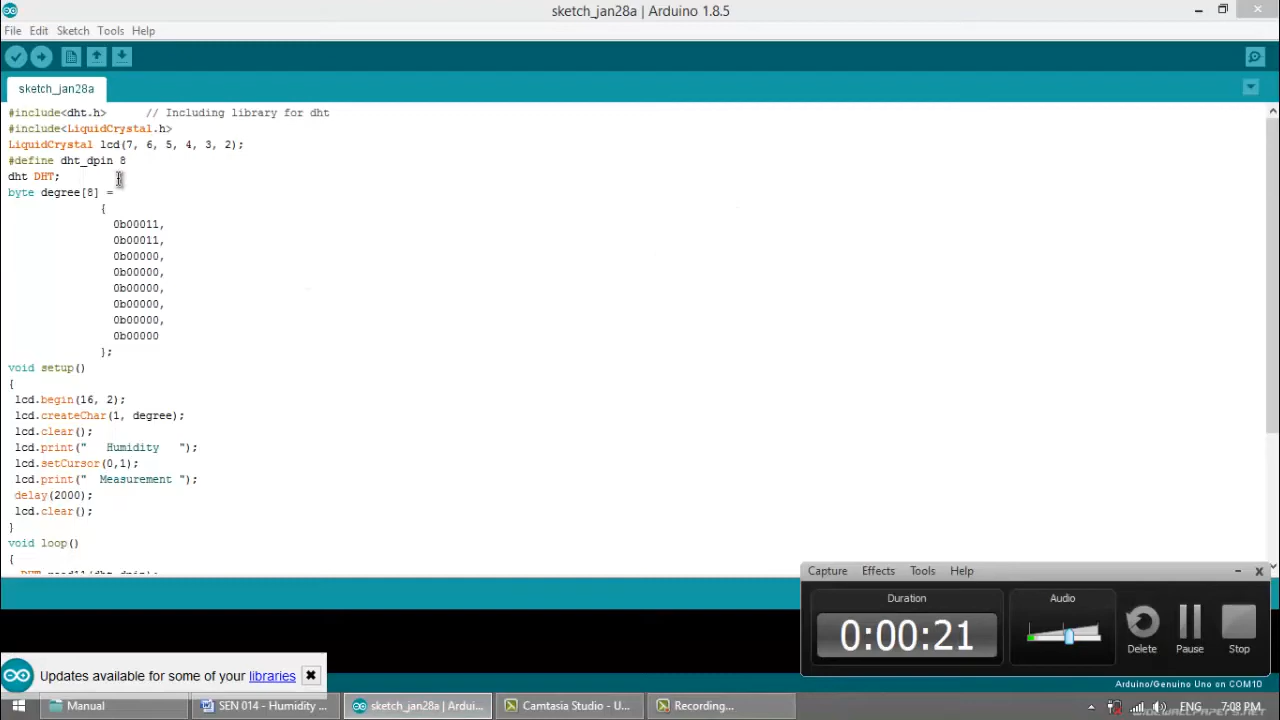 sketch_jan28a | Arduino 1.8.5
File Edit Sketch Tools Help
sketch_jan28a
#include<dht.h>      // Including library for dht
#include<LiquidCrystal.h>
LiquidCrystal lcd(7, 6, 5, 4, 3, 2);
#define dht_dpin 8
dht DHT;
byte degree[8] =
{
0b00011,
0b00011,
0b00000,
0b00000,
0b00000,
0b00000,
0b00000,
0b00000
};
void setup()
{
lcd.begin(16, 2);
lcd.createChar(1, degree);
lcd.clear();
lcd.print("   Humidity   ");
lcd.setCursor(0,1);
lcd.print("  Measurement ");
delay(2000);
lcd.clear();
}
void loop()
{
Capture Effects Tools Help
Duration Audio
0:00:21
Delete Pause Stop
Updates available for some of your libraries
Arduino/Genuino Uno on COM10
Manual SEN 014 - Humidity ... sketch_jan28a | Ardui... Camtasia Studio - U... Recording... ENG 7:08 PM